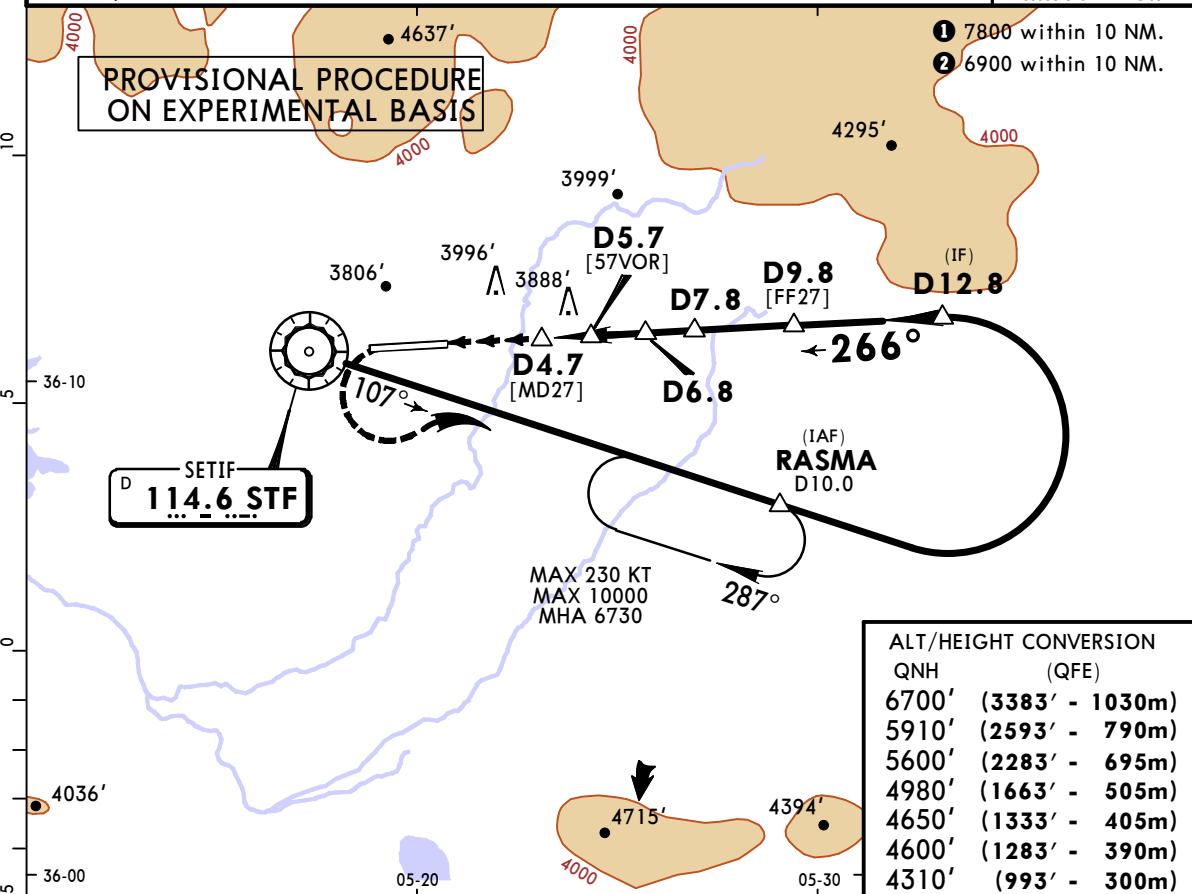 4000
4637'
4000
❶ 7800 within 10 NM.
❷ 6900 within 10 NM.
PROVISIONAL PROCEDURE
ON EXPERIMENTAL BASIS
4000
4295'
4000
10
3999'
D5.7
[57VOR]
3996'
3888'
3806'
D7.8
D9.8
[FF27]
(IF)
D12.8
266°
D4.7
[MD27]
D6.8
36-10
5
107°
(IAF)
RASMA
D10.0
SETIF
D
114.6 STF
MAX 230 KT
MAX 10000
MHA 6730
287°
0
ALT/HEIGHT CONVERSION
QNH (QFE)
6700' (3383' - 1030m)
5910' (2593' - 790m)
5600' (2283' - 695m)
4980' (1663' - 505m)
4650' (1333' - 405m)
4600' (1283' - 390m)
4310' (993' - 300m)
4036'
4715'
4394'
4000
5
36-00
05-20
05-30